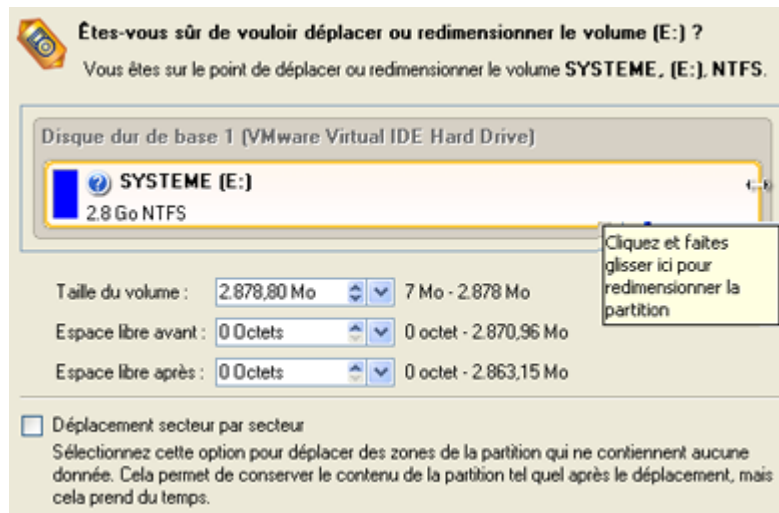 Êtes-vous sûr de vouloir déplacer ou redimensionner le volume (E:) ?
Vous êtes sur le point de déplacer ou redimensionner le volume SYSTEME, (E:), NTFS.
Disque dur de base 1 (VMware Virtual IDE Hard Drive)
SYSTEME (E:)
2.8 Go NTFS
Cliquez et faites
glisser ici pour
redimensionner la
partition
Taille du volume : 2.878,80 Mo 7 Mo - 2.878 Mo
Espace libre avant : 0 Octets 0 octet - 2.870,96 Mo
Espace libre après : 0 Octets 0 octet - 2.863,15 Mo
Déplacement secteur par secteur
Sélectionnez cette option pour déplacer des zones de la partition qui ne contiennent aucune
donnée. Cela permet de conserver le contenu de la partition tel quel après le déplacement, mais
cela prend du temps.